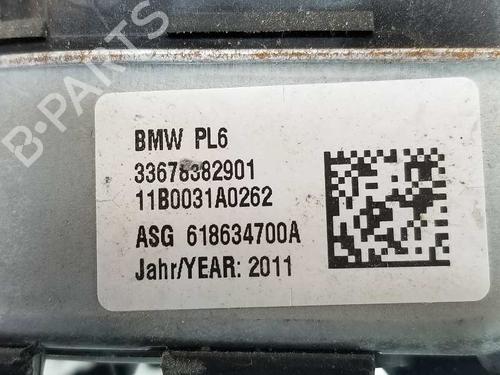 BMW PL6
33678382901
11B0031A0262
ASG 618634700A
Jahr/YEAR: 2011
B-PARTS